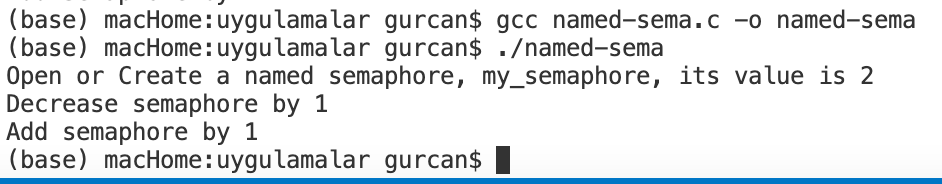 (base) macHome:uygulamalar gurcan$ gcc named-sema.c -o named-sema
(base) macHome:uygulamalar gurcan$ ./named-sema
Open or Create a named semaphore, my_semaphore, its value is 2
Decrease semaphore by 1
Add semaphore by 1
(base) macHome:uygulamalar gurcan$